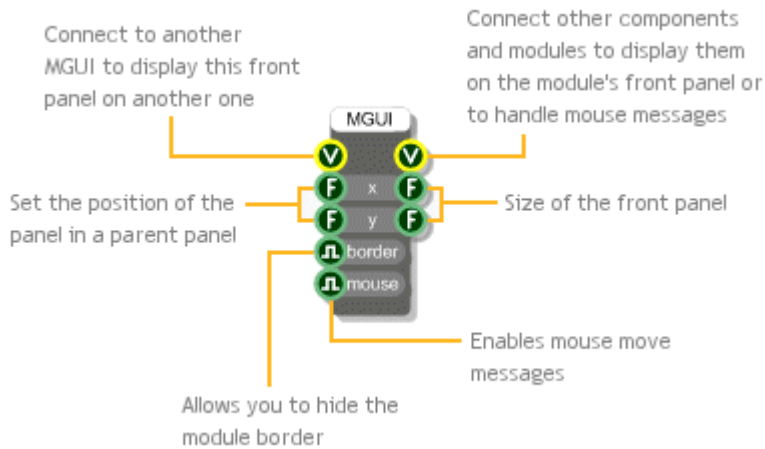 Connect to another
MGUI to display this front
panel on another one
Connect other components
and modules to display them
on the module's front panel or
to handle mouse messages
MGUI
V
V
F x F
F y F
border
mouse
Set the position of the
panel in a parent panel
Size of the front panel
Enables mouse move
messages
Allows you to hide the
module border